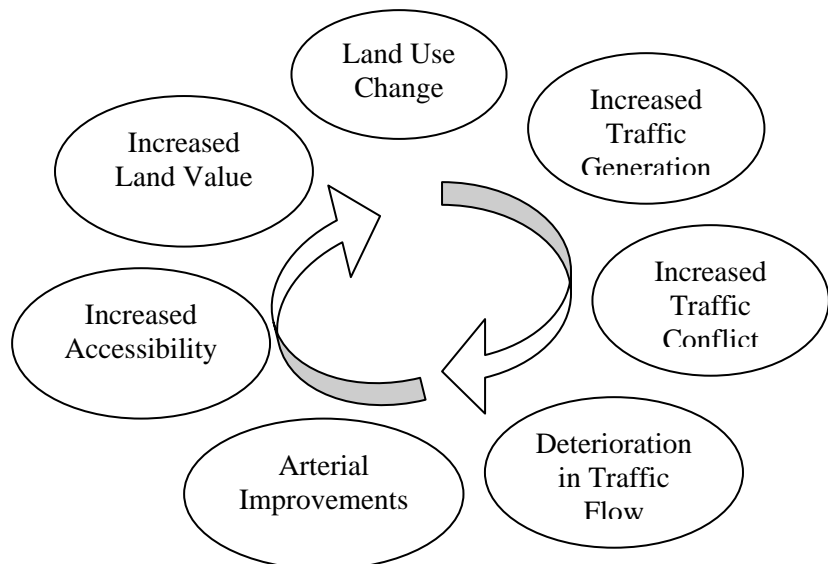 Land Use
Change
Increased
Traffic
Generation
Increased
Traffic
Conflict
Deterioration
in Traffic
Flow
Arterial
Improvements
Increased
Accessibility
Increased
Land Value